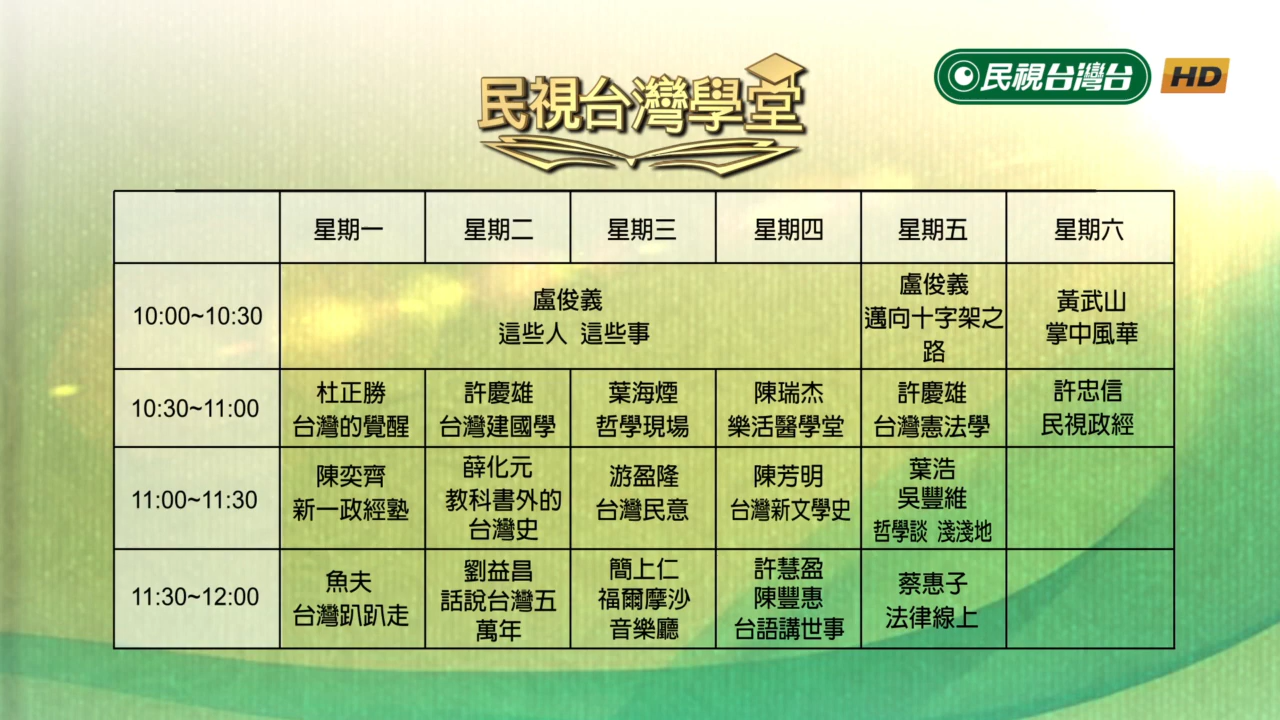 民視台灣學堂
民視台灣台 HD
星期一 星期二 星期三 星期四 星期五 星期六
10:00~10:30
盧俊義
這些人 這些事
盧俊義
邁向十字架之
路
黃武山
掌中風華
10:30~11:00
杜正勝
台灣的覺醒
許慶雄
台灣建國學
葉海煙
哲學現場
陳瑞杰
樂活醫學堂
許慶雄
台灣憲法學
許忠信
民視政經
11:00~11:30
陳奕齊
新一政經塾
薛化元
教科書外的
台灣史
游盈隆
台灣民意
陳芳明
台灣新文學史
葉浩
吳豐維
哲學談 淺淺地
11:30~12:00
魚夫
台灣趴趴走
劉益昌
話說台灣五
萬年
簡上仁
福爾摩沙
音樂廳
許慧盈
陳豐惠
台語講世事
蔡惠子
法律線上